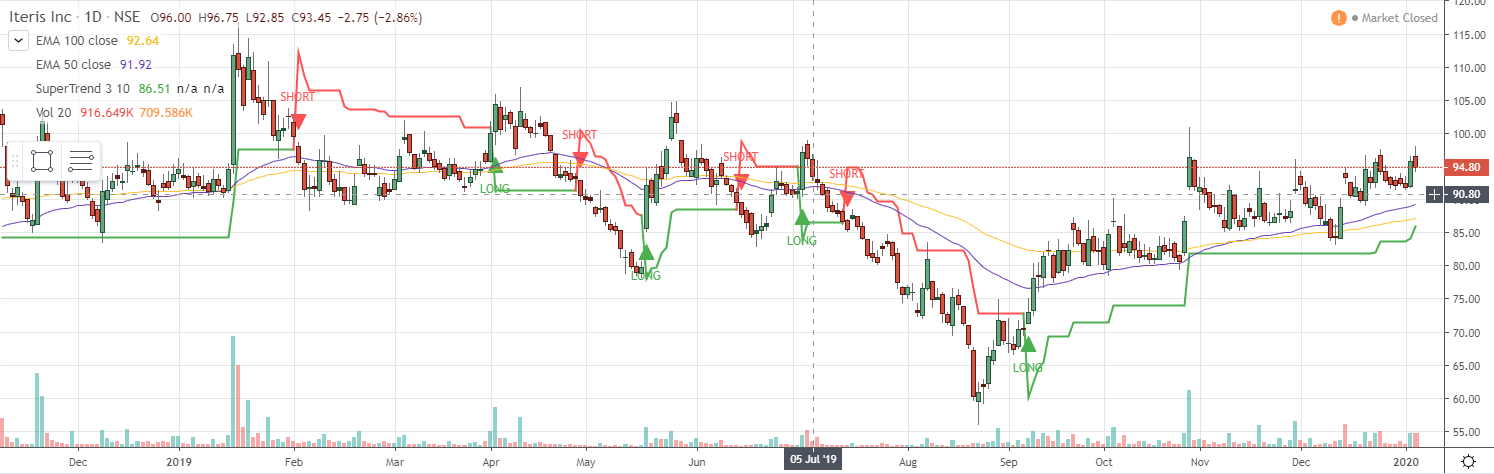 Iteris Inc · 1D · NSE O96.00 H96.75 L92.85 C93.45 −2.75 (−2.86%)
! Market Closed
EMA 100 close 92.64
EMA 50 close 91.92
SuperTrend 3 10 86.51 n/a n/a
Vol 20 916.649K 709.586K
120.00
115.00
110.00
105.00
100.00
94.80
90.80
85.00
80.00
75.00
70.00
65.00
60.00
55.00
SHORT
LONG
SHORT
LONG
SHORT
LONG
SHORT
LONG
Dec 2019 Feb Mar Apr May Jun 05 Jul '19 Aug Sep Oct Nov Dec 2020